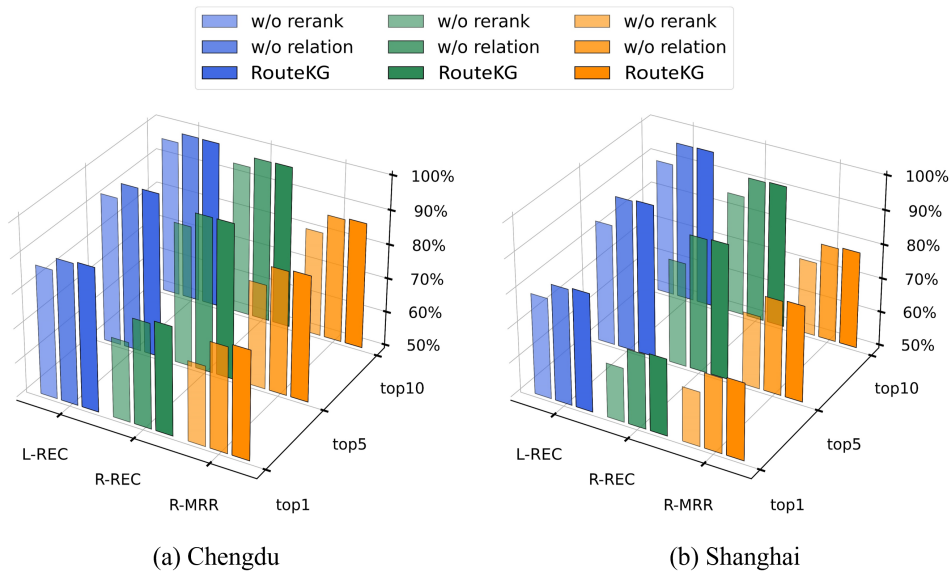 w/o rerank w/o rerank w/o rerank
w/o relation w/o relation w/o relation
RouteKG RouteKG RouteKG
100%
90%
80%
70%
60%
50%
top10
top5
top1
L-REC
R-REC
R-MRR
100%
90%
80%
70%
60%
50%
top10
top5
top1
L-REC
R-REC
R-MRR
(a) Chengdu
(b) Shanghai